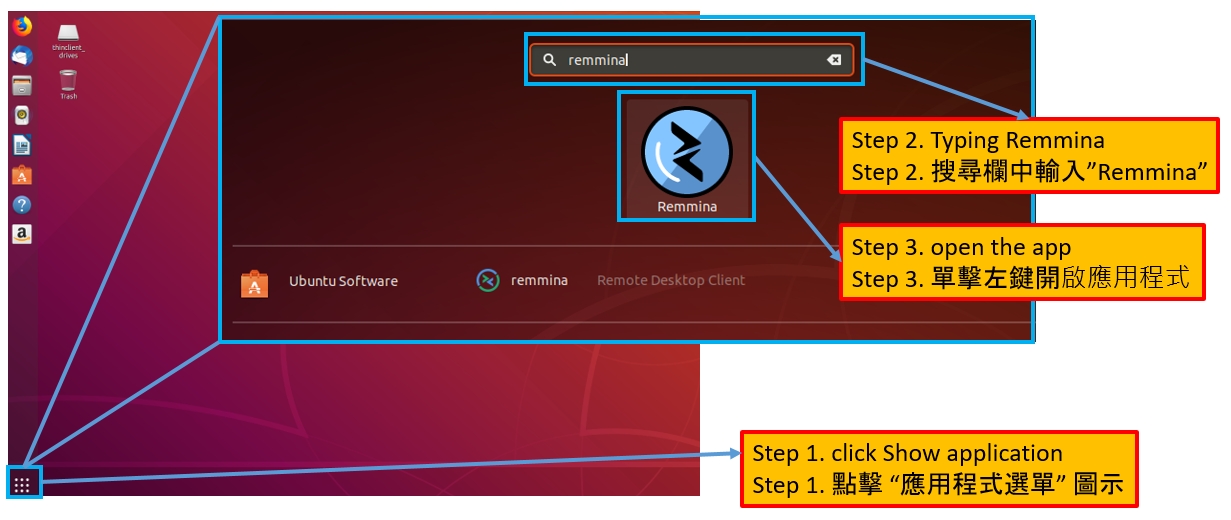 thinclient_
drives
Trash
remmina
Remmina
Step 2. Typing Remmina
Step 2. 搜尋欄中輸入”Remmina”
Step 3. open the app
Step 3. 單擊左鍵開啟應用程式
Ubuntu Software
remmina
Remote Desktop Client
Step 1. click Show application
Step 1. 點擊 “應用程式選單” 圖示